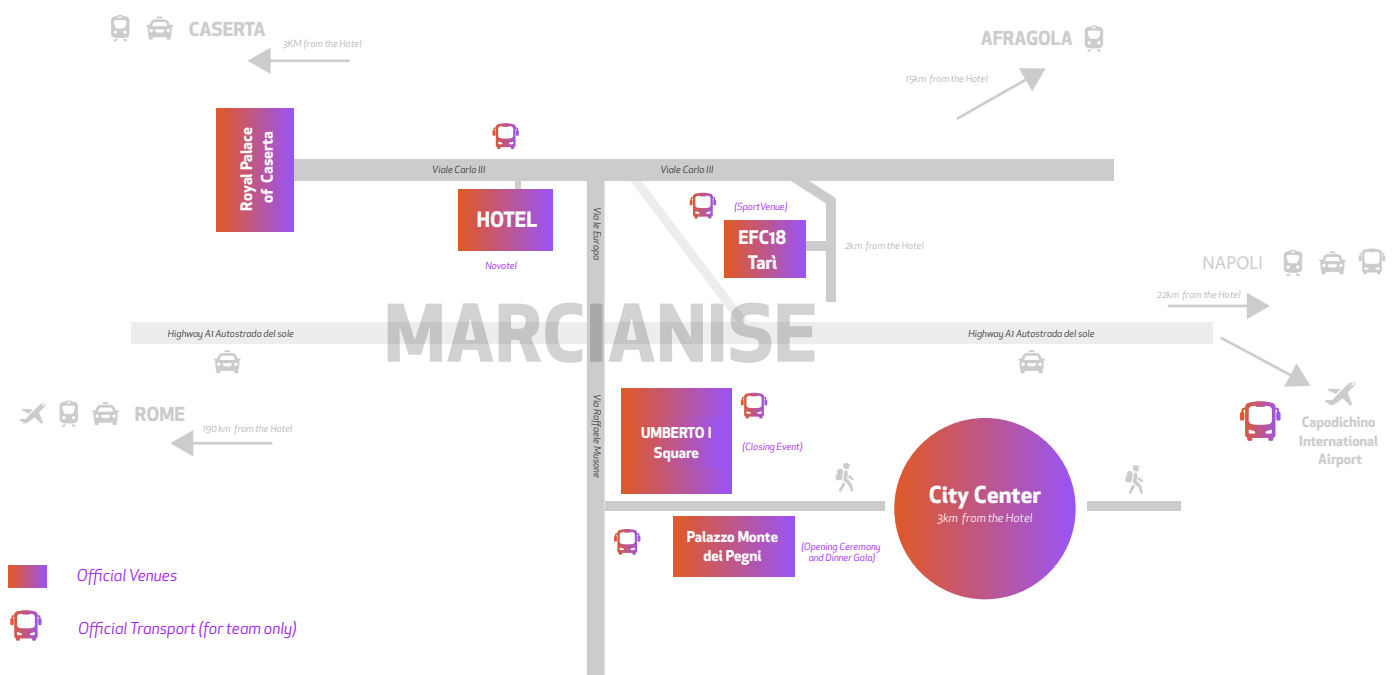 CASERTA
3KM from the Hotel
AFRAGOLA
15km from the Hotel
Royal Palace
of Caserta
Viale Carlo III
Viale Carlo III
HOTEL
Novotel
Via le Europa
(SportVenue)
EFC18
Tarì
2km from the Hotel
NAPOLI
22km from the Hotel
MARCIANISE
Highway A1 Autostrada del sole
Highway A1 Autostrada del sole
ROME
190 km from the Hotel
Via Raffaele Musone
UMBERTO I
Square
(Closing Event)
Capodichino
International
Airport
City Center
3km from the Hotel
Palazzo Monte
dei Pegni
(Opening Ceremony
and Dinner Gala)
Official Venues
Official Transport (for team only)